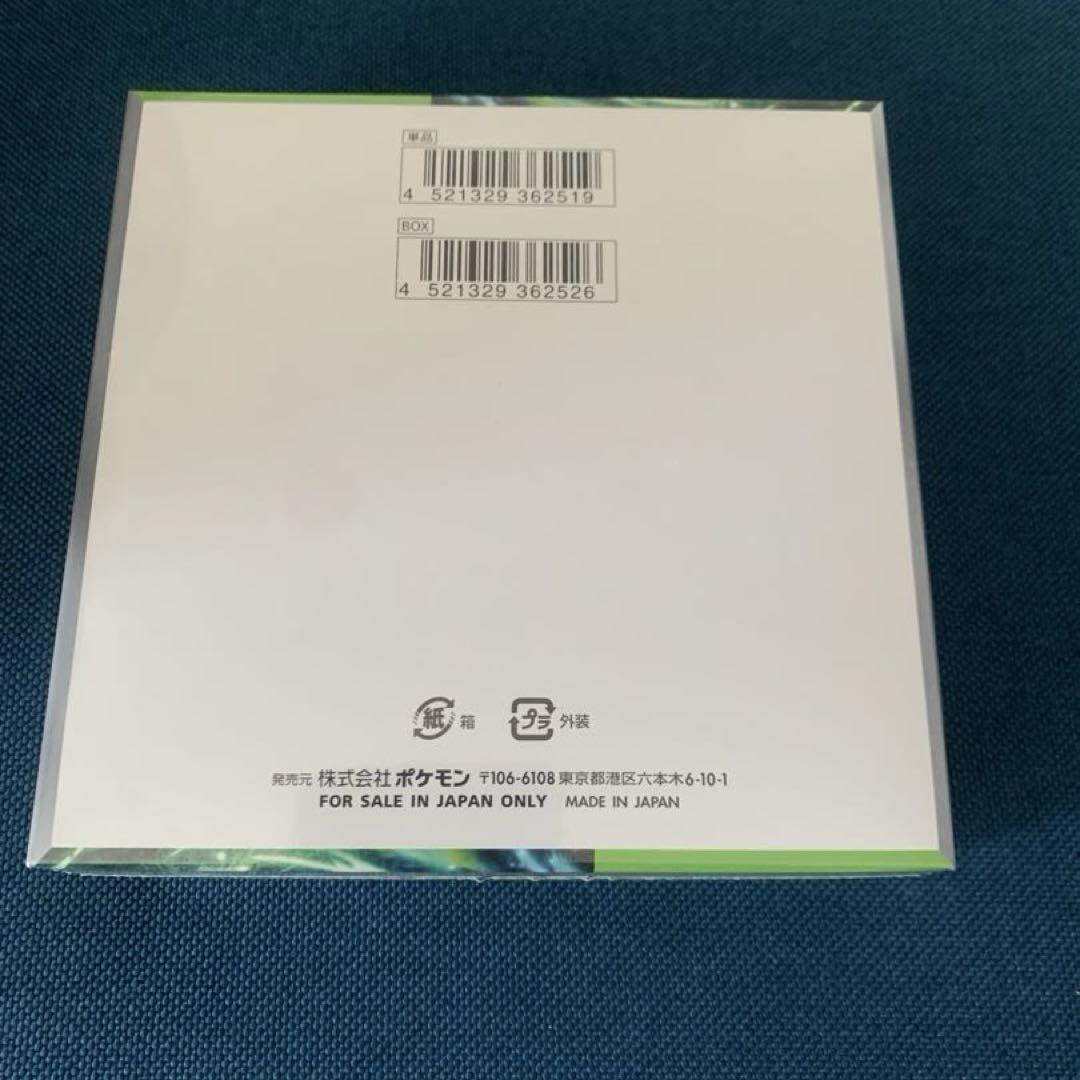 単品
4 521329 362519
BOX
4 521329 362526
紙 箱 プラ 外装
発売元 株式会社ポケモン 〒106-6108 東京都港区六本木6-10-1
FOR SALE IN JAPAN ONLY MADE IN JAPAN